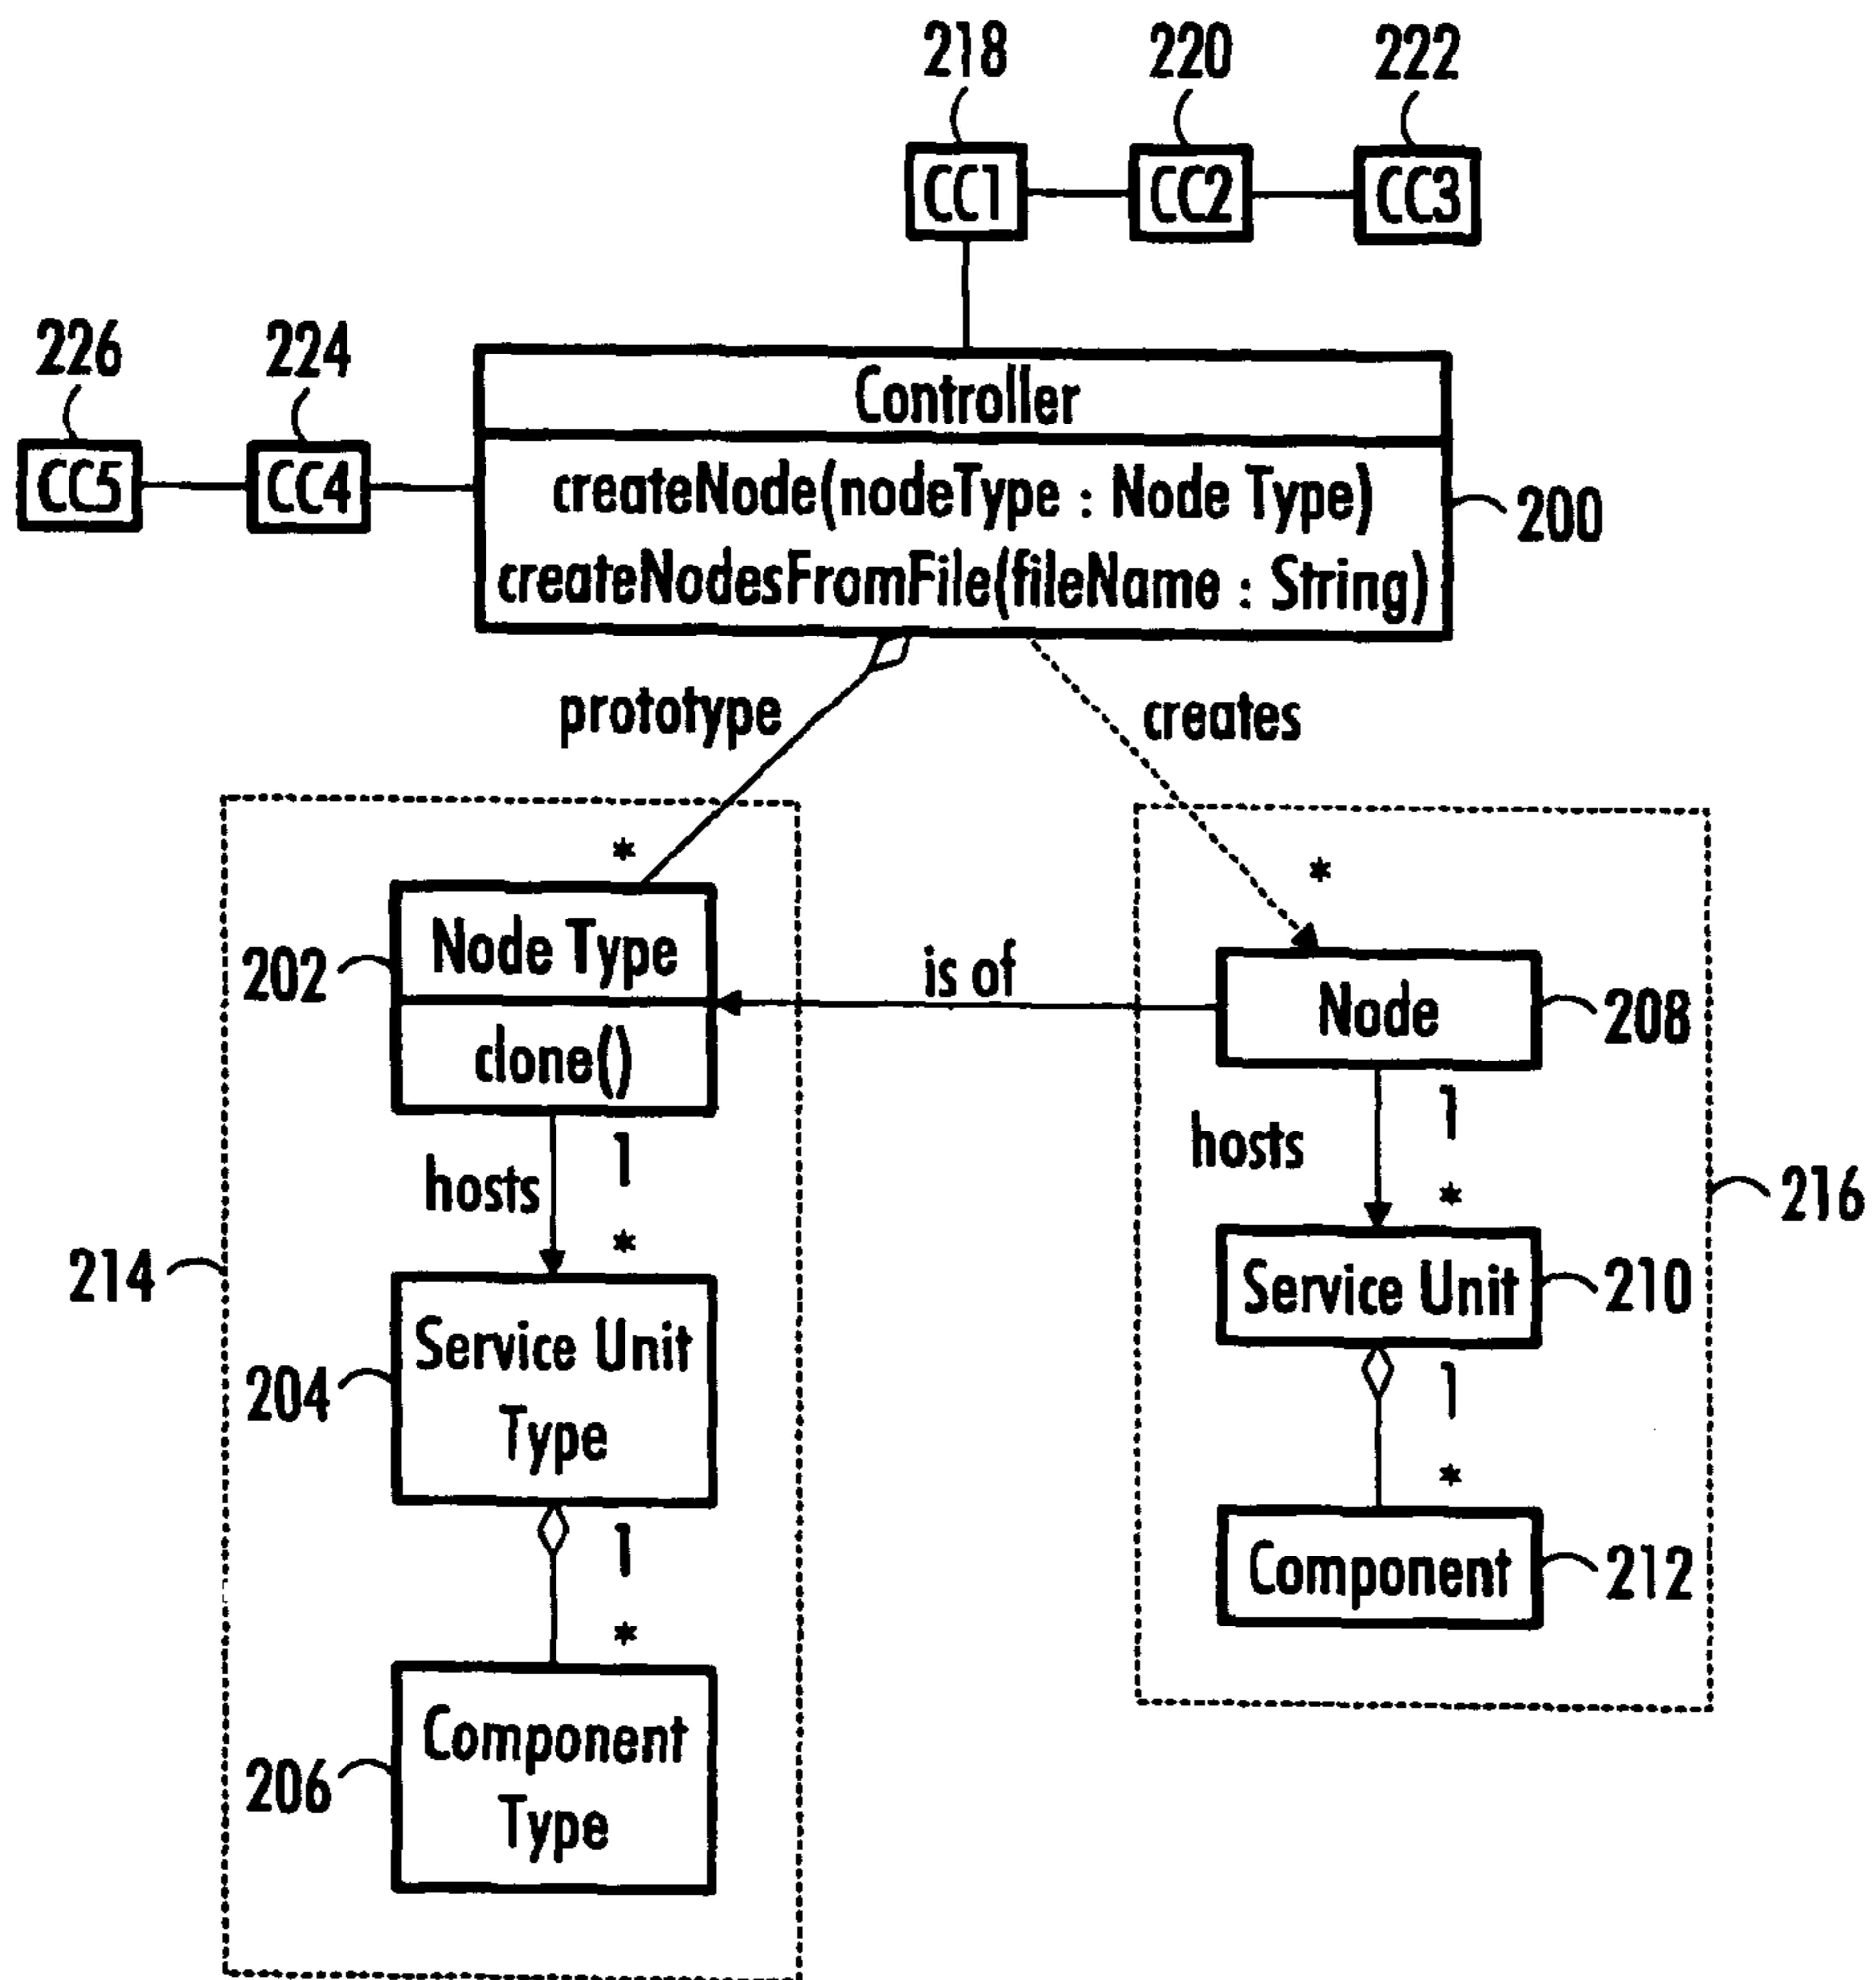 218
220
222
CC1
CC2
CC3
226
224
CC5
CC4
Controller
createNode(nodeType : Node Type)
createNodesFromFile(fileName : String)
200
prototype
creates
*
*
202
Node Type
clone()
is of
Node
208
hosts
1
*
hosts
1
*
214
216
204
Service Unit
Type
Service Unit
210
1
*
1
*
206
Component
Type
Component
212